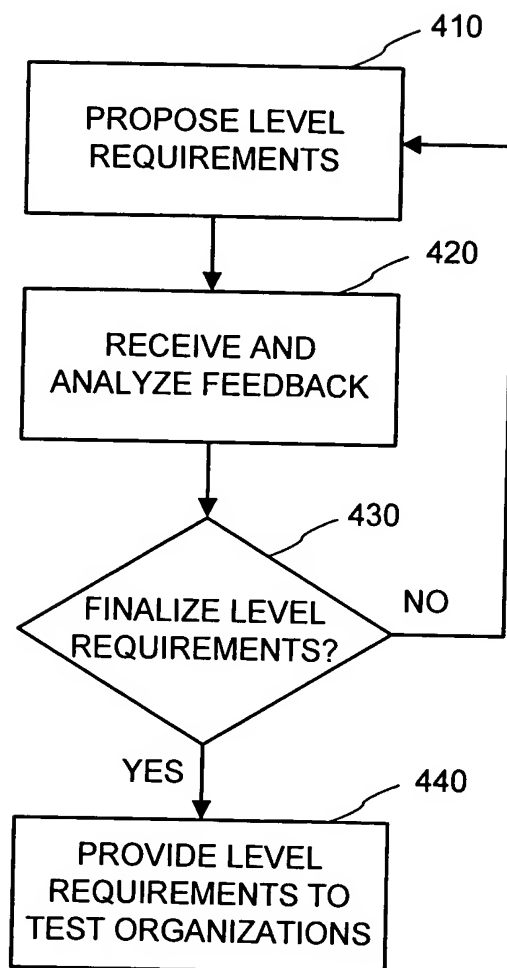 410
PROPOSE LEVEL
REQUIREMENTS
420
RECEIVE AND
ANALYZE FEEDBACK
430
FINALIZE LEVEL
REQUIREMENTS?
NO
YES
440
PROVIDE LEVEL
REQUIREMENTS TO
TEST ORGANIZATIONS